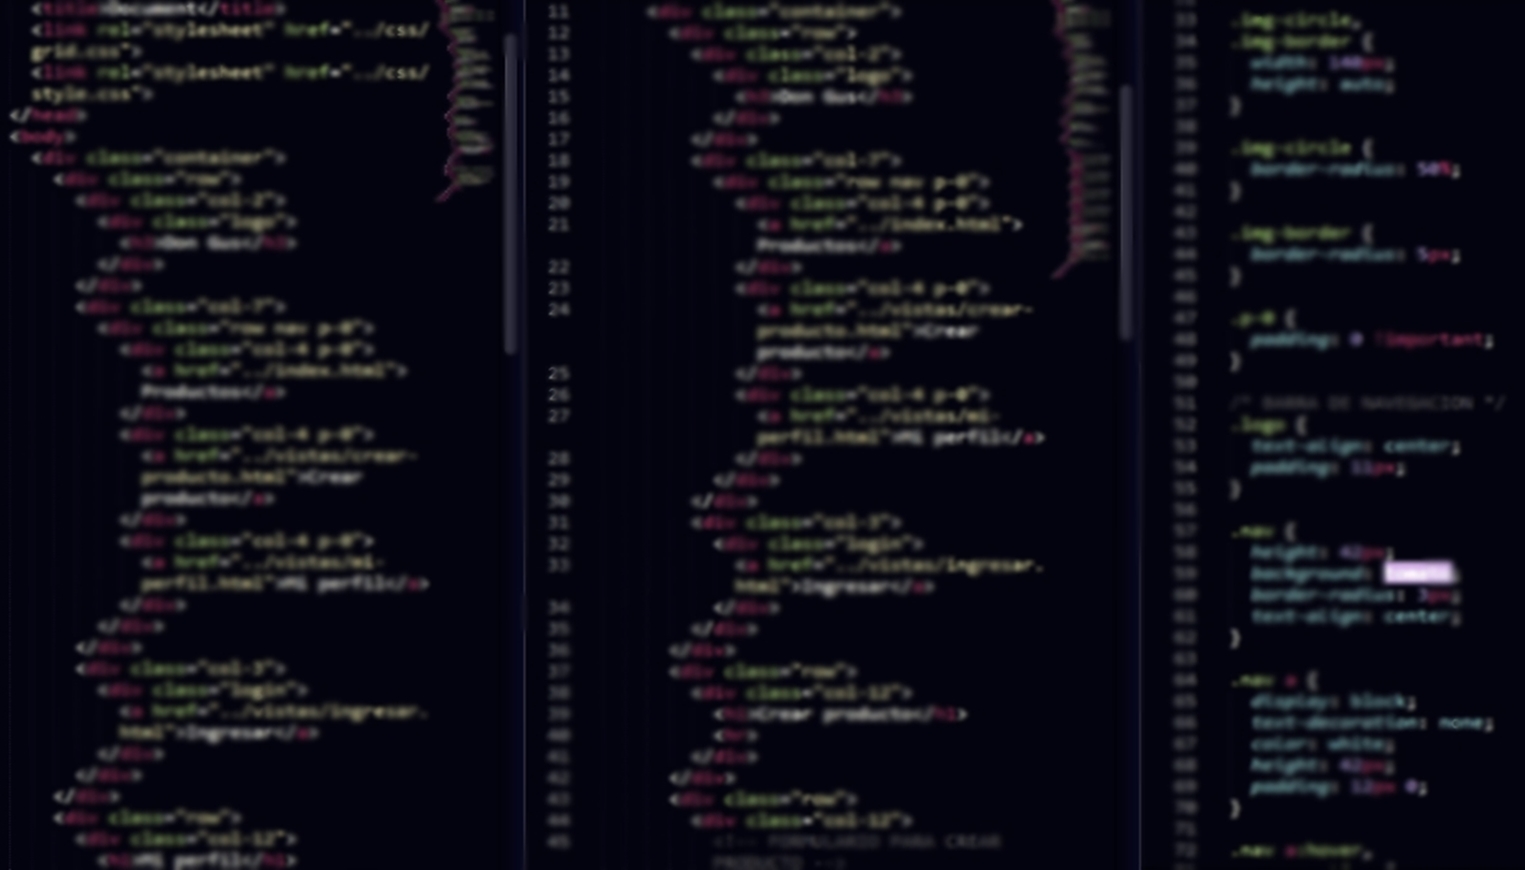 <title>Document</title>
<link rel="stylesheet" href="../css/
grid.css">
<link rel="stylesheet" href="../css/
style.css">
</head>
<body>
<div class="container">
<div class="row">
<div class="col-2">
<div class="logo">
<h3>Don Gus</h3>
</div>
</div>
<div class="col-7">
<div class="row nav p-0">
<div class="col-4 p-0">
<a href="../index.html">
Productos</a>
</div>
<div class="col-4 p-0">
<a href="../vistas/crear-
producto.html">Crear
producto</a>
</div>
<div class="col-4 p-0">
<a href="../vistas/mi-
perfil.html">Mi perfil</a>
</div>
</div>
</div>
<div class="col-3">
<div class="login">
<a href="../vistas/ingresar.
html">Ingresar</a>
</div>
</div>
</div>
<div class="row">
<div class="col-12">
<h1>Mi perfil</h1>
11 <div class="container">
12 <div class="row">
13 <div class="col-2">
14 <div class="logo">
15 <h3>Don Gus</h3>
16 </div>
17 </div>
18 <div class="col-7">
19 <div class="row nav p-0">
20 <div class="col-4 p-0">
21 <a href="../index.html">
Productos</a>
22 </div>
23 <div class="col-4 p-0">
24 <a href="../vistas/crear-
producto.html">Crear
producto</a>
25 </div>
26 <div class="col-4 p-0">
27 <a href="../vistas/mi-
perfil.html">Mi perfil</a>
28 </div>
29 </div>
30 </div>
31 <div class="col-3">
32 <div class="login">
33 <a href="../vistas/ingresar.
html">Ingresar</a>
34 </div>
35 </div>
36 </div>
37 <div class="row">
38 <div class="col-12">
39 <h1>Crear producto</h1>
40 <hr>
41 </div>
42 </div>
43 <div class="row">
44 <div class="col-12">
45 <!-- FORMULARIO PARA CREAR
PRODUCTO -->
33 .img-circle,
34 .img-border {
35 width: 140px;
36 height: auto;
37 }
38
39 .img-circle {
40 border-radius: 50%;
41 }
42
43 .img-border {
44 border-radius: 5px;
45 }
46
47 .p-0 {
48 padding: 0 !important;
49 }
50
51 /* BARRA DE NAVEGACION */
52 .logo {
53 text-align: center;
54 padding: 11px;
55 }
56
57 .nav {
58 height: 42px;
59 background:
60 border-radius: 3px;
61 text-align: center;
62 }
63
64 .nav a {
65 display: block;
66 text-decoration: none;
67 color: white;
68 height: 42px;
69 padding: 12px 0;
70 }
71
72 .nav a:hover,